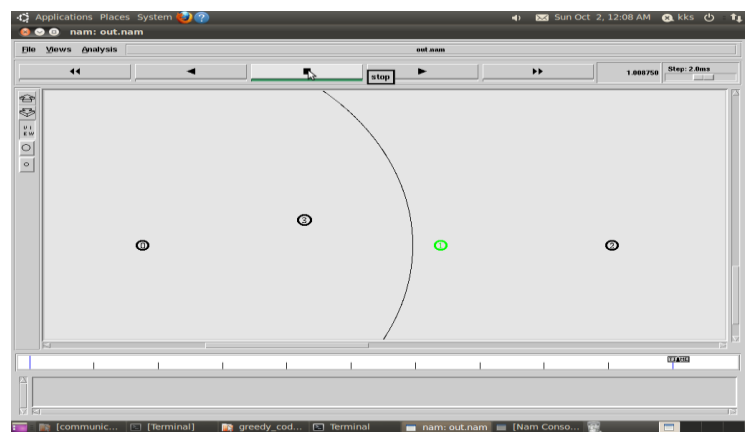 Applications Places System Sun Oct 2, 12:08 AM kks
nam: out.nam
File Views Analysis out.nam
stop
1.008750 Step: 2.0ms
V I
E W
3
0 1 2
[communic... [Terminal] greedy_cod... Terminal nam: out.nam [Nam Conso...